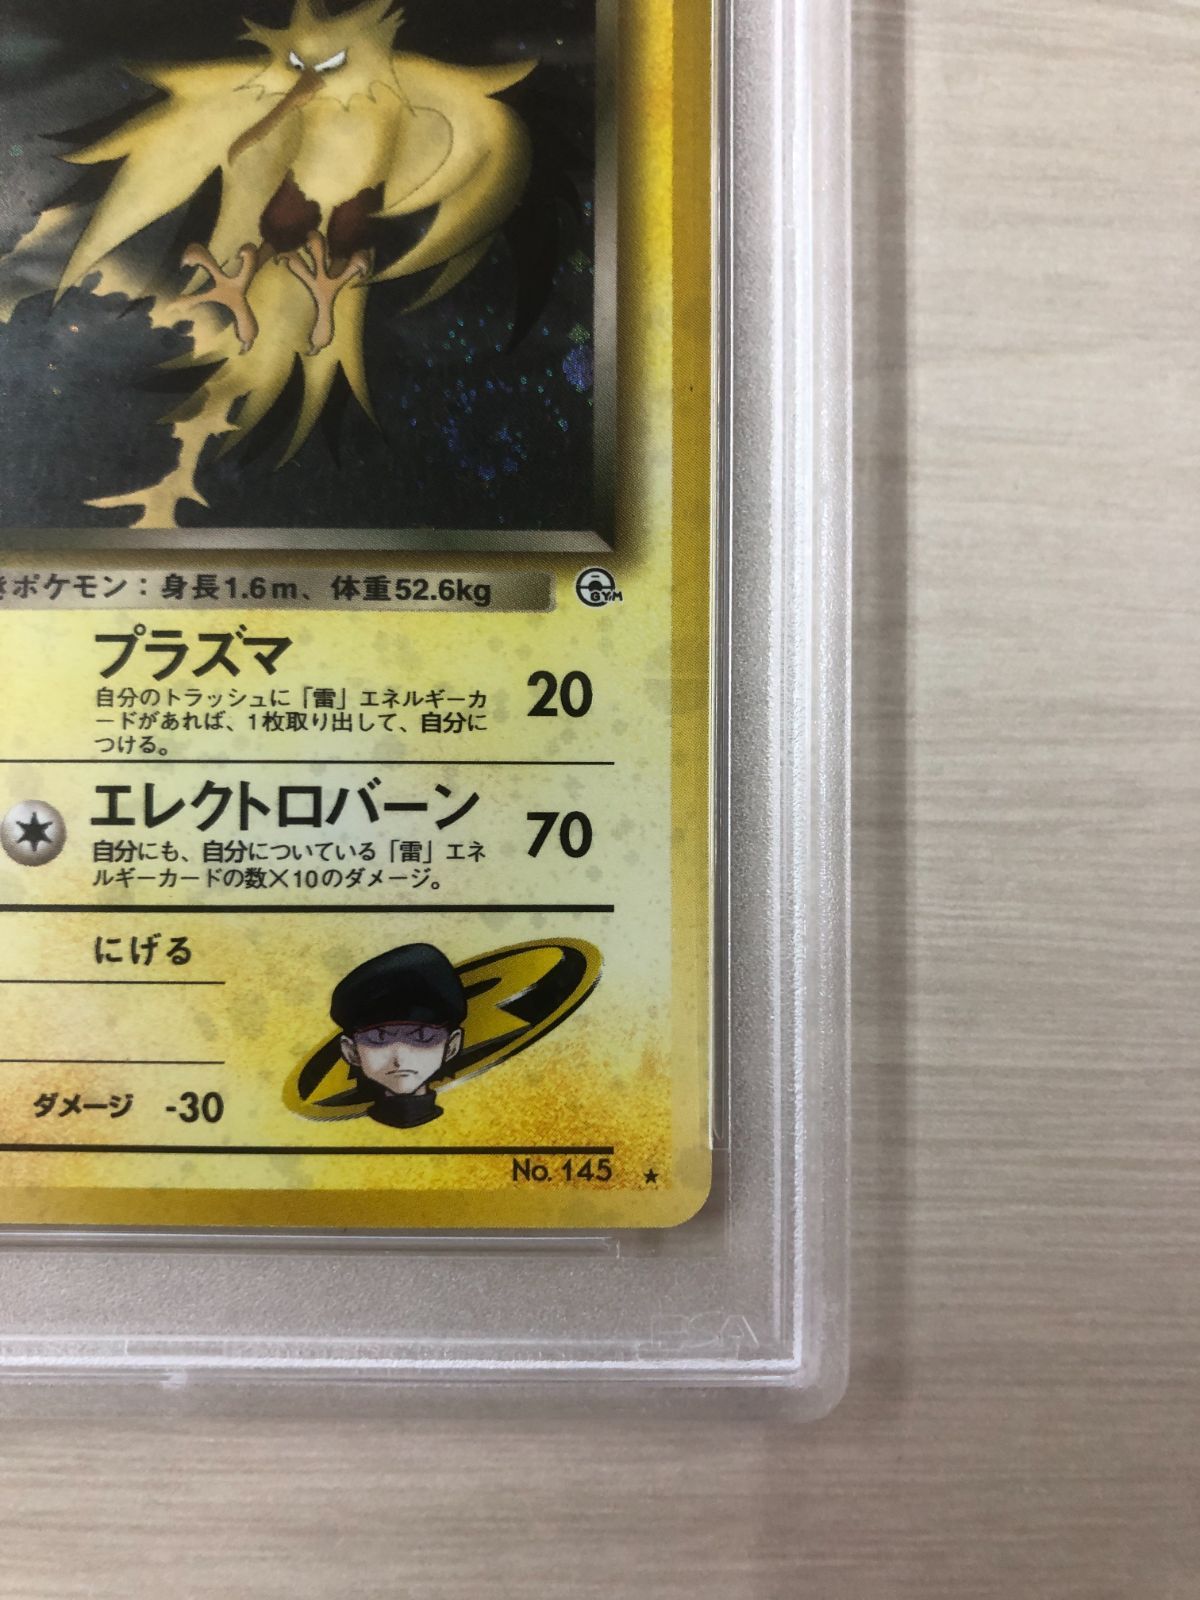 きポケモン：身長1.6m、体重52.6kg
GYM
プラズマ
自分のトラッシュに「雷」エネルギーカ
ードがあれば、1枚取り出して、自分に
つける。
20
エレクトロバーン
自分にも、自分についている「雷」エネ
ルギーカードの数×10のダメージ。
70
にげる
ダメージ -30
No. 145 ★
PSA